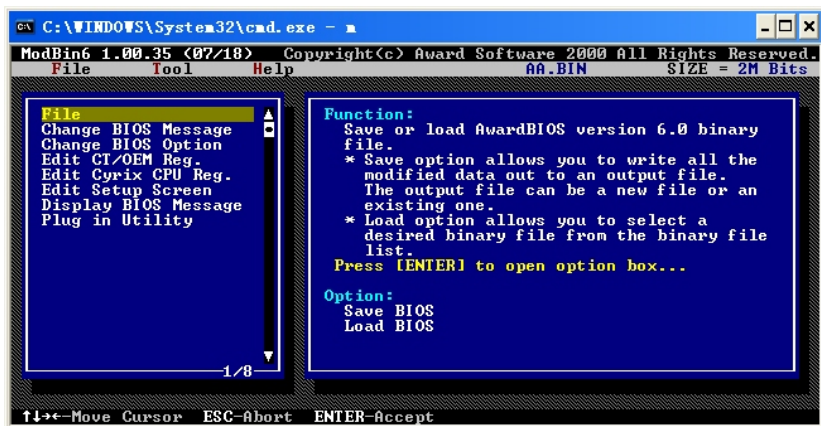 C:\WINDOWS\System32\cmd.exe - m
ModBin6 1.00.35 (07/18) Copyright(c) Award Software 2000 All Rights Reserved.
File Tool Help AA.BIN SIZE = 2M Bits
File
Change BIOS Message
Change BIOS Option
Edit CT/OEM Reg.
Edit Cyrix CPU Reg.
Edit Setup Screen
Display BIOS Message
Plug in Utility
1/8
Function:
Save or load AwardBIOS version 6.0 binary
file.
* Save option allows you to write all the
modified data out to an output file.
The output file can be a new file or an
existing one.
* Load option allows you to select a
desired binary file from the binary file
list.
Press [ENTER] to open option box...
Option:
Save BIOS
Load BIOS
↑↓→←-Move Cursor ESC-Abort ENTER-Accept